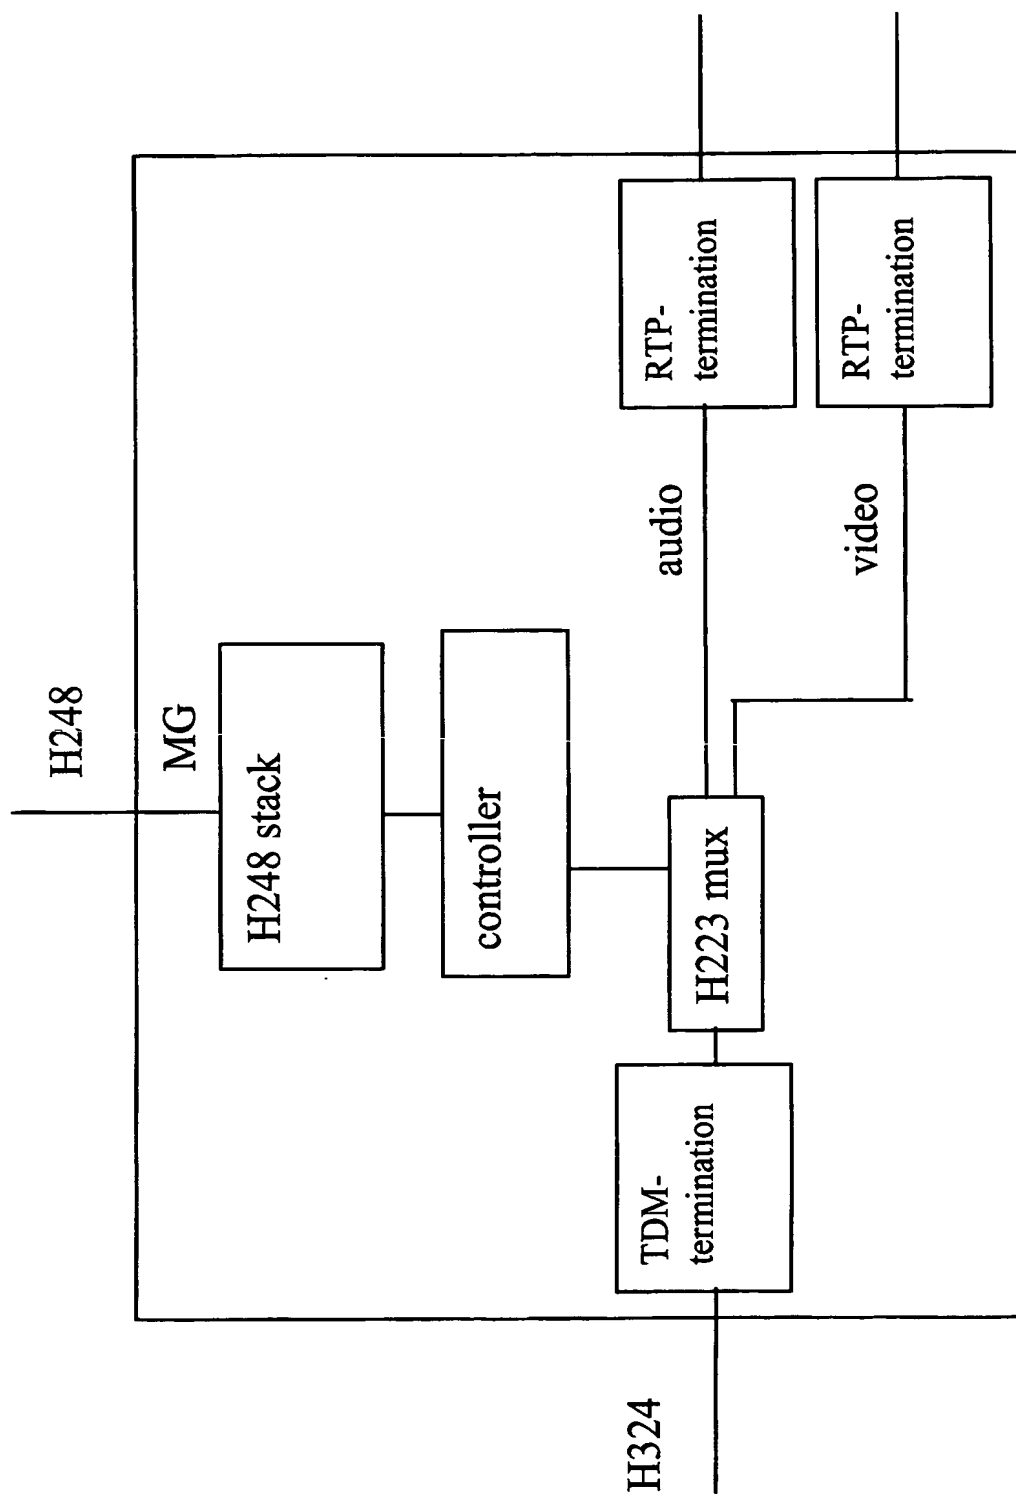 H248
MG
H248 stack
controller
H324
TDM-
termination
H223 mux
audio
RTP-
termination
video
RTP-
termination